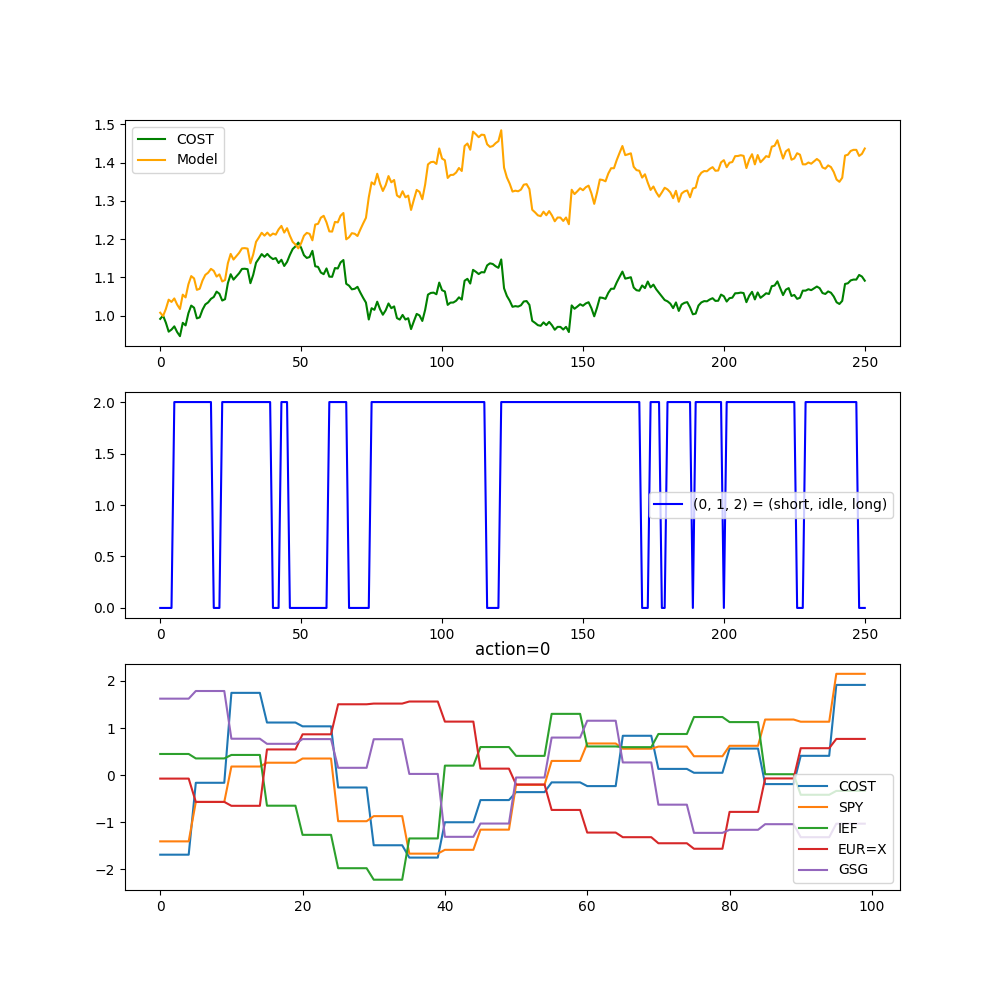 1.5
1.4
1.3
1.2
1.1
1.0
COST
Model
0 50 100 150 200 250
2.0
1.5
1.0
0.5
0.0
(0, 1, 2) = (short, idle, long)
0 50 100 150 200 250
action=0
2
1
0
−1
−2
COST
SPY
IEF
EUR=X
GSG
0 20 40 60 80 100